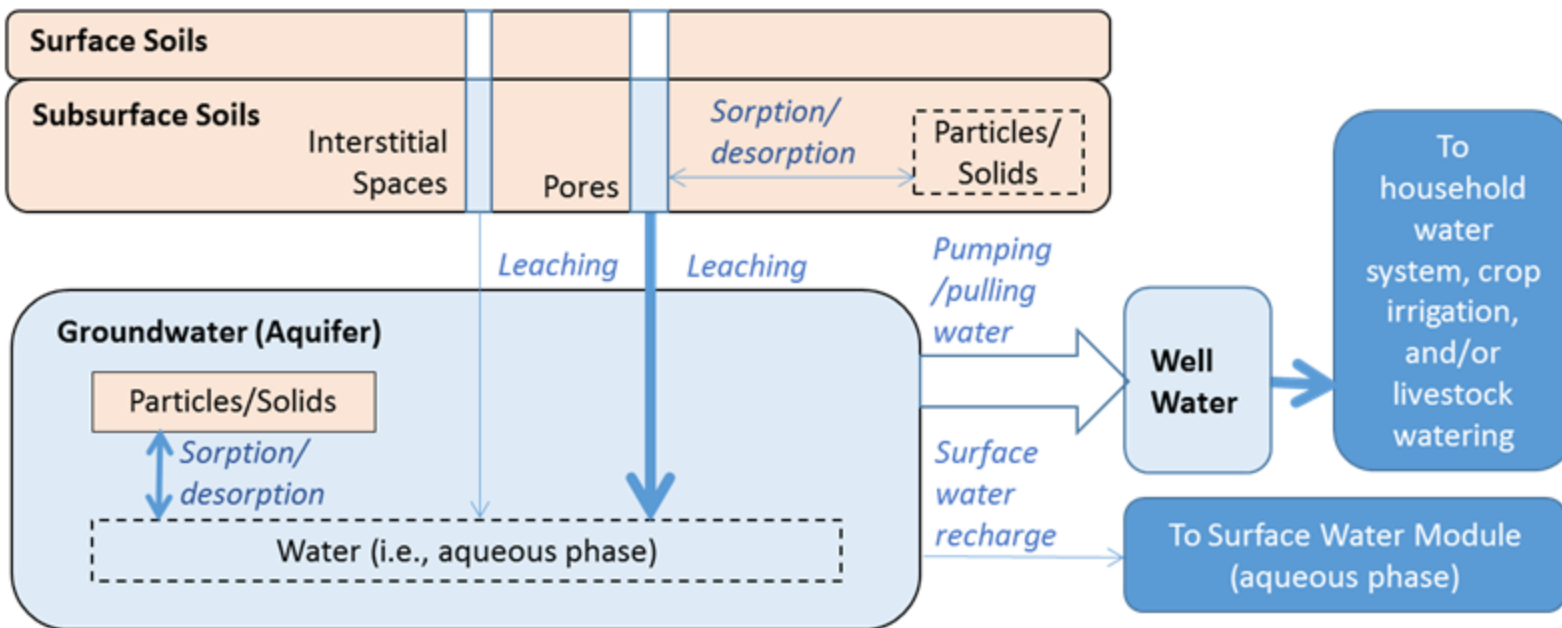 Surface Soils
Subsurface Soils
Interstitial
Spaces
Pores
Sorption/
desorption
Particles/
Solids
Leaching
Leaching
Groundwater (Aquifer)
Particles/Solids
Sorption/
desorption
Water (i.e., aqueous phase)
Pumping
/pulling
water
Well
Water
To
household
water
system, crop
irrigation,
and/or
livestock
watering
Surface
water
recharge
To Surface Water Module
(aqueous phase)